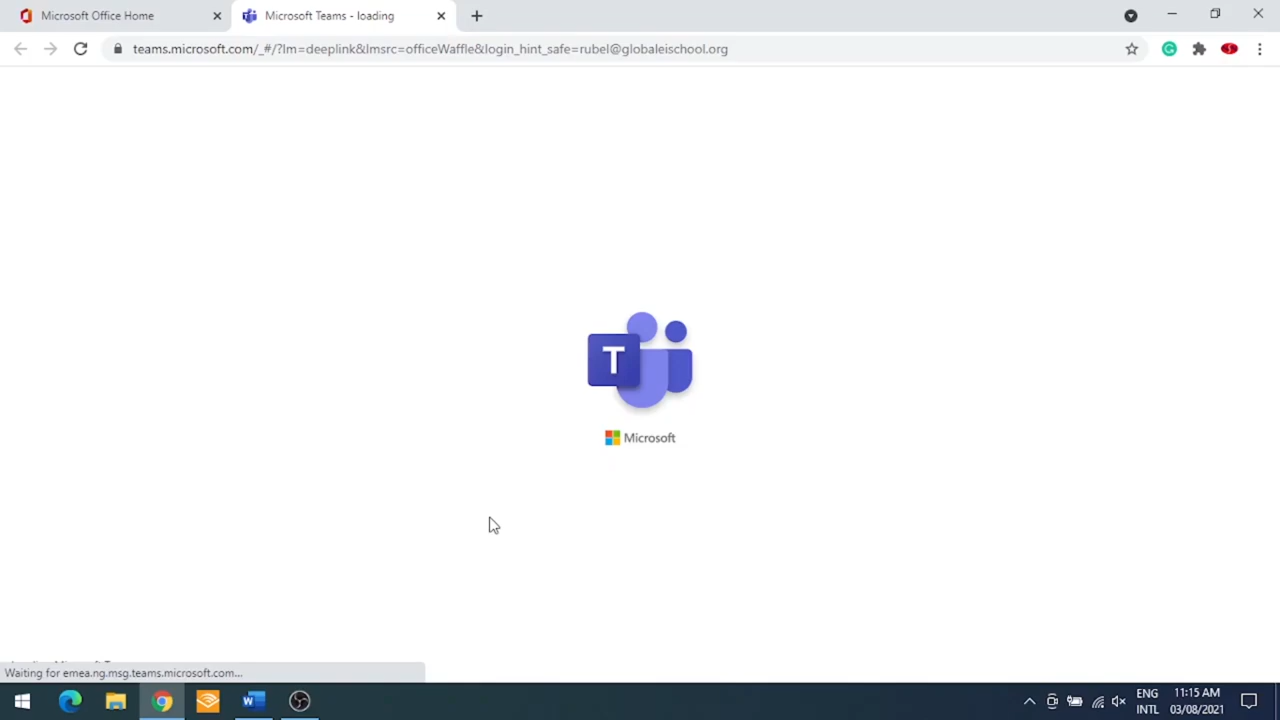 Microsoft Office Home
Microsoft Teams - loading
teams.microsoft.com/_#/?lm=deeplink&lmsrc=officeWaffle&login_hint_safe=rubel@globaleischool.org
T
Microsoft
Waiting for emea.ng.msg.teams.microsoft.com...
W
ENG
INTL
11:15 AM
03/08/2021